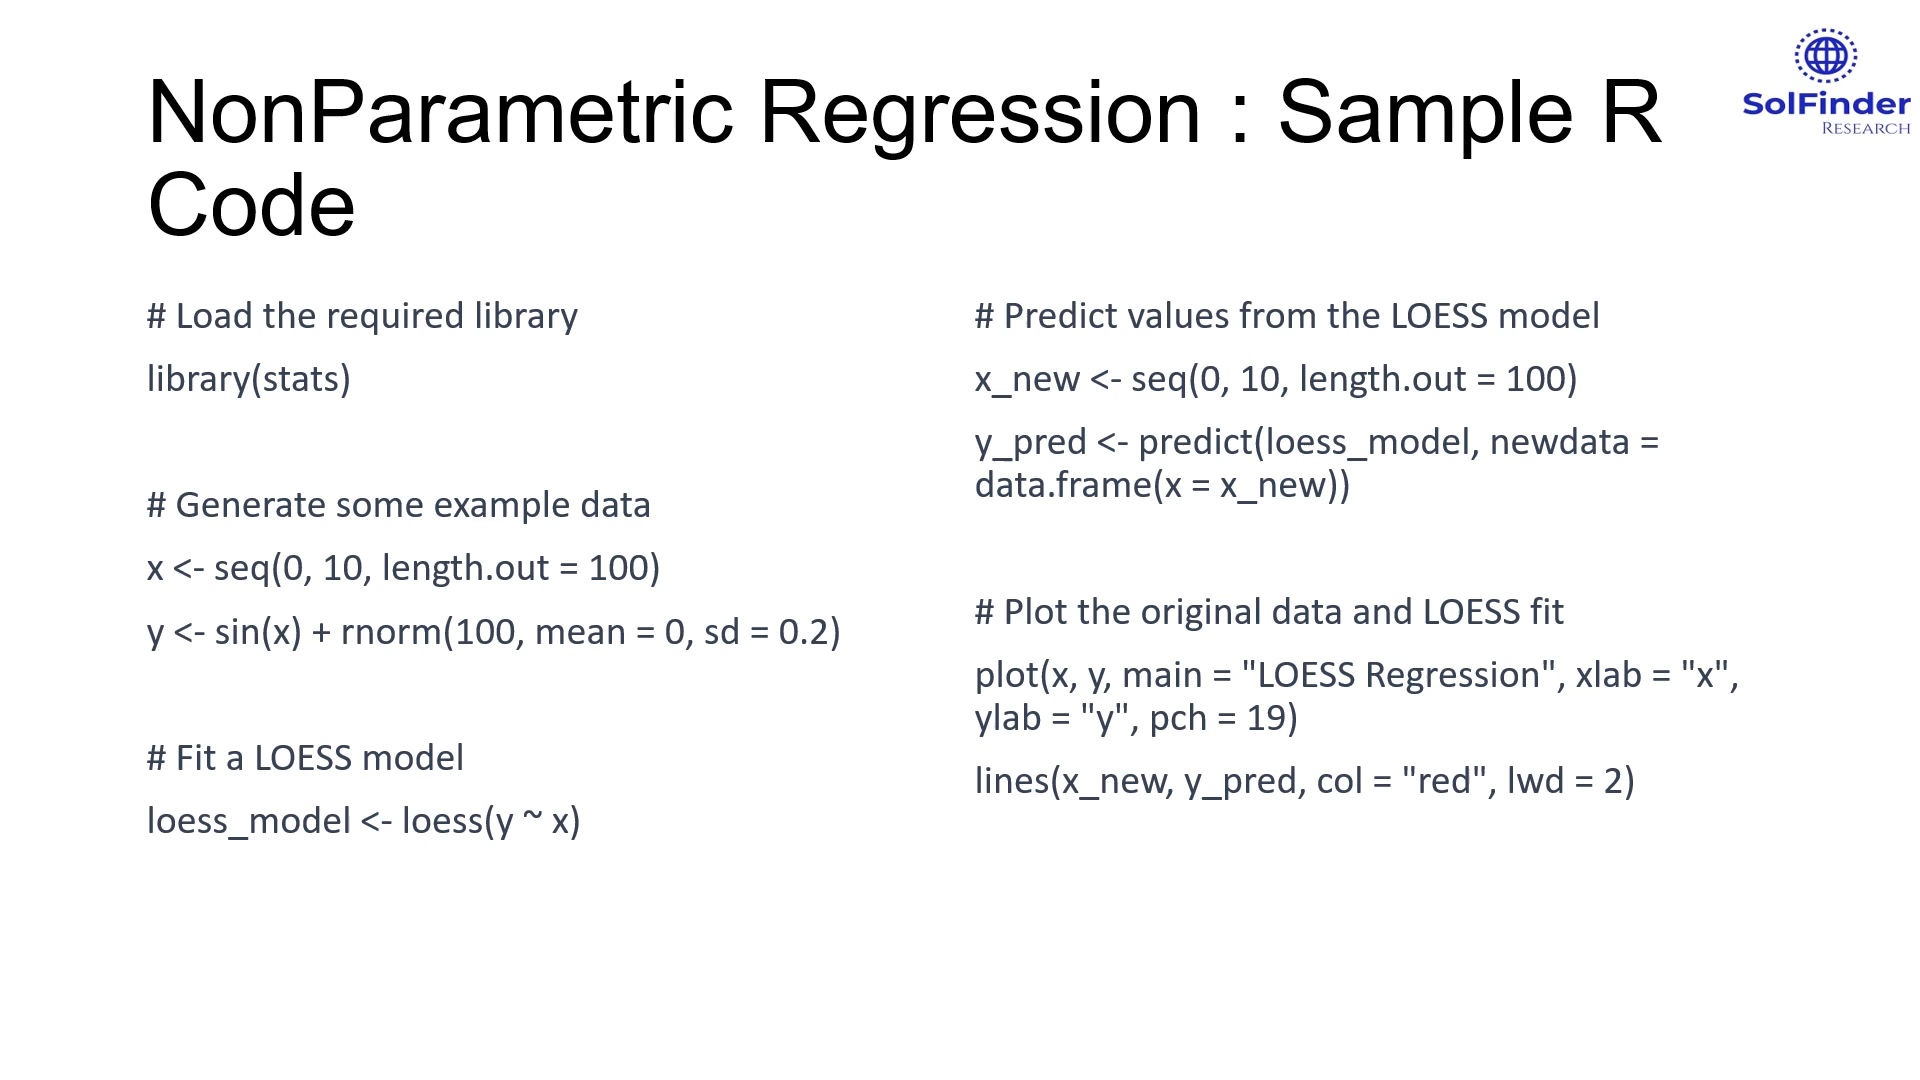 NonParametric Regression : Sample R
Code
SolFinder
RESEARCH
# Load the required library
library(stats)
# Generate some example data
x <- seq(0, 10, length.out = 100)
y <- sin(x) + rnorm(100, mean = 0, sd = 0.2)
# Fit a LOESS model
loess_model <- loess(y ~ x)
# Predict values from the LOESS model
x_new <- seq(0, 10, length.out = 100)
y_pred <- predict(loess_model, newdata =
data.frame(x = x_new))
# Plot the original data and LOESS fit
plot(x, y, main = "LOESS Regression", xlab = "x",
ylab = "y", pch = 19)
lines(x_new, y_pred, col = "red", lwd = 2)